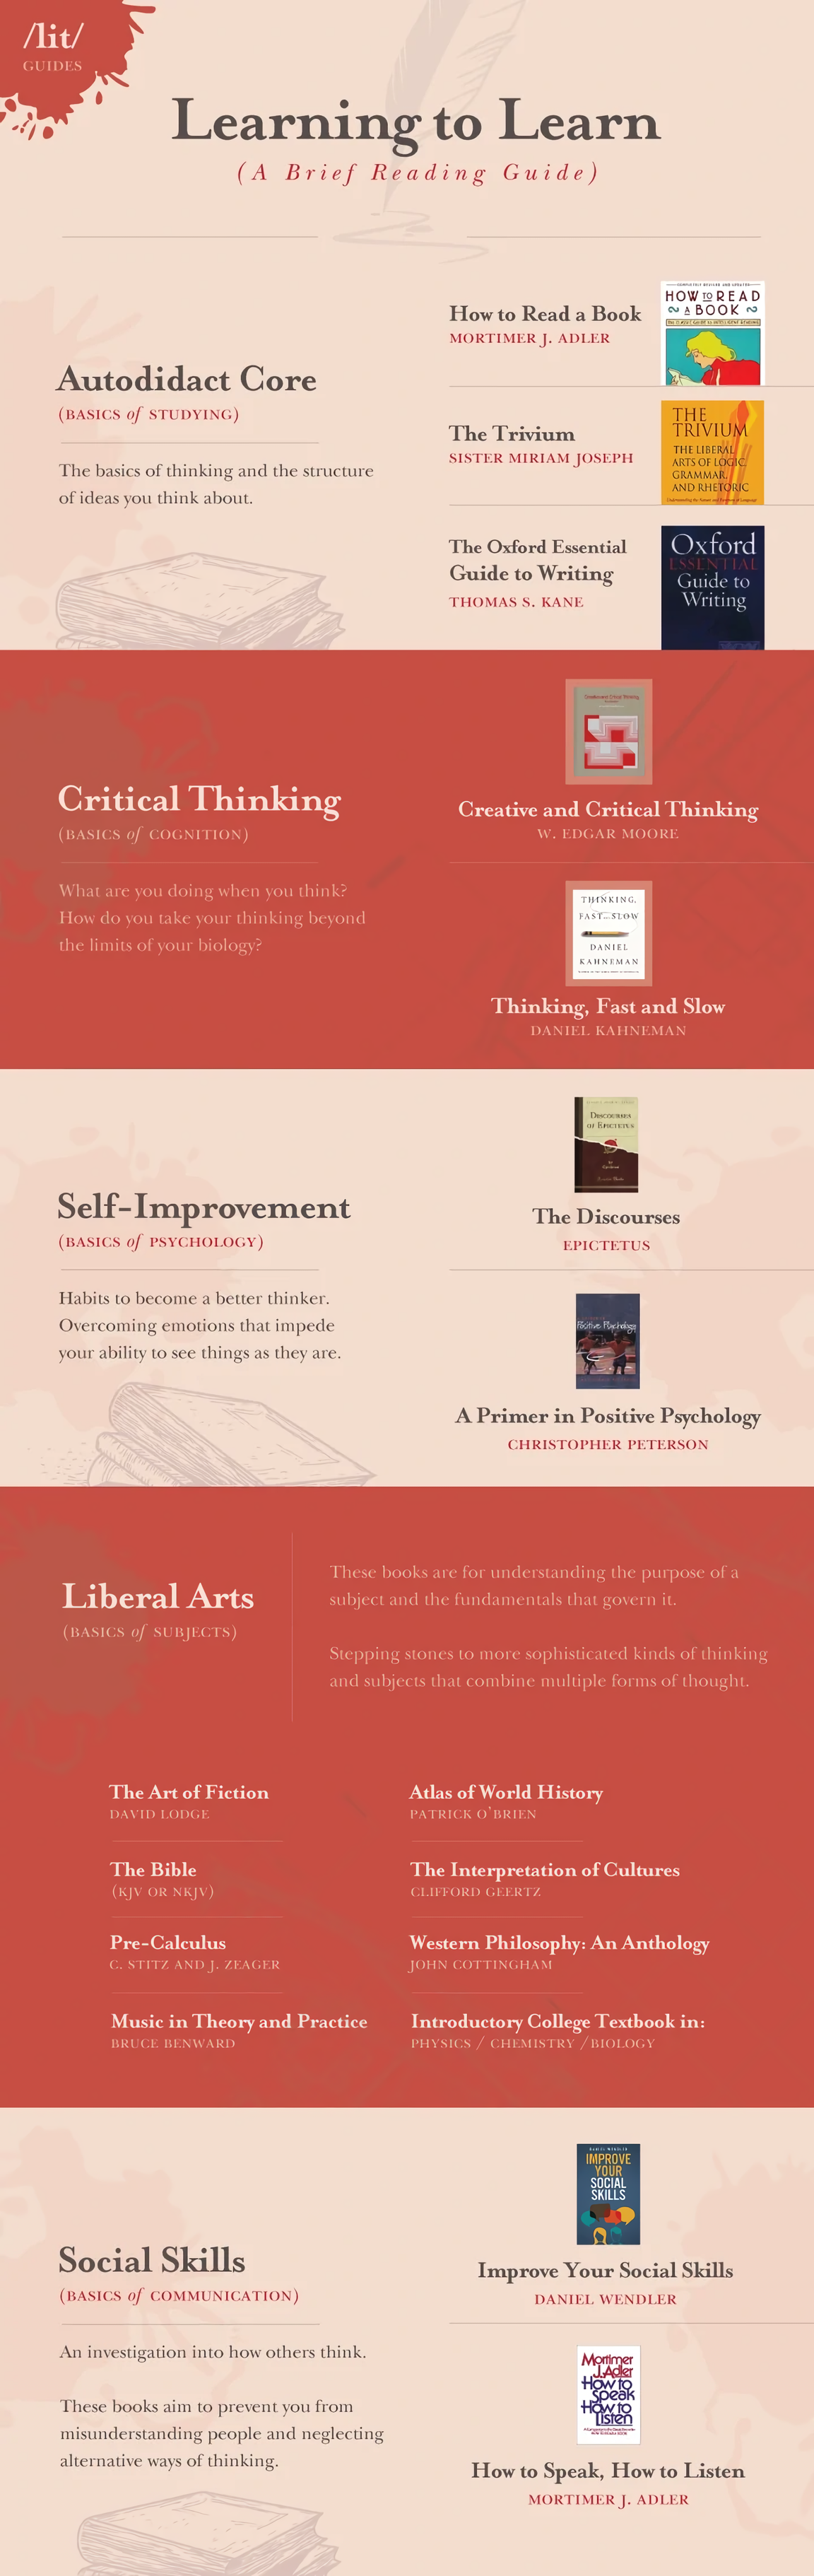 /lit/
GUIDES
Learning to Learn
(A Brief Reading Guide)
Autodidact Core
(BASICS of STUDYING)
The basics of thinking and the structure
of ideas you think about.
How to Read a Book
MORTIMER J. ADLER
HOW TO READ
A BOOK
The Trivium
SISTER MIRIAM JOSEPH
THE
TRIVIUM
THE LIBERAL
ARTS OF LOGIC,
GRAMMAR,
AND RHETORIC
The Oxford Essential
Guide to Writing
THOMAS S. KANE
Oxford
ESSENTIAL
Guide to
Writing
Critical Thinking
(BASICS of COGNITION)
What are you doing when you think?
How do you take your thinking beyond
the limits of your biology?
Creative and Critical Thinking
W. EDGAR MOORE
THINKING,
FAST AND SLOW
DANIEL
KAHNEMAN
Thinking, Fast and Slow
DANIEL KAHNEMAN
Self-Improvement
(BASICS of PSYCHOLOGY)
Habits to become a better thinker.
Overcoming emotions that impede
your ability to see things as they are.
DISCOURSES
OF EPICTETUS
The Discourses
EPICTETUS
Positive Psychology
A Primer in Positive Psychology
CHRISTOPHER PETERSON
Liberal Arts
(BASICS of SUBJECTS)
These books are for understanding the purpose of a
subject and the fundamentals that govern it.
Stepping stones to more sophisticated kinds of thinking
and subjects that combine multiple forms of thought.
The Art of Fiction
DAVID LODGE
The Bible
(KJV OR NKJV)
Pre-Calculus
C. STITZ AND J. ZEAGER
Music in Theory and Practice
BRUCE BENWARD
Atlas of World History
PATRICK O'BRIEN
The Interpretation of Cultures
CLIFFORD GEERTZ
Western Philosophy: An Anthology
JOHN COTTINGHAM
Introductory College Textbook in:
PHYSICS / CHEMISTRY /BIOLOGY
Social Skills
(BASICS of COMMUNICATION)
An investigation into how others think.
These books aim to prevent you from
misunderstanding people and neglecting
alternative ways of thinking.
DANIEL WENDLER
IMPROVE
YOUR
SOCIAL
SKILLS
Improve Your Social Skills
DANIEL WENDLER
Mortimer
J. Adler
How to
Speak
How to
Listen
How to Speak, How to Listen
MORTIMER J. ADLER